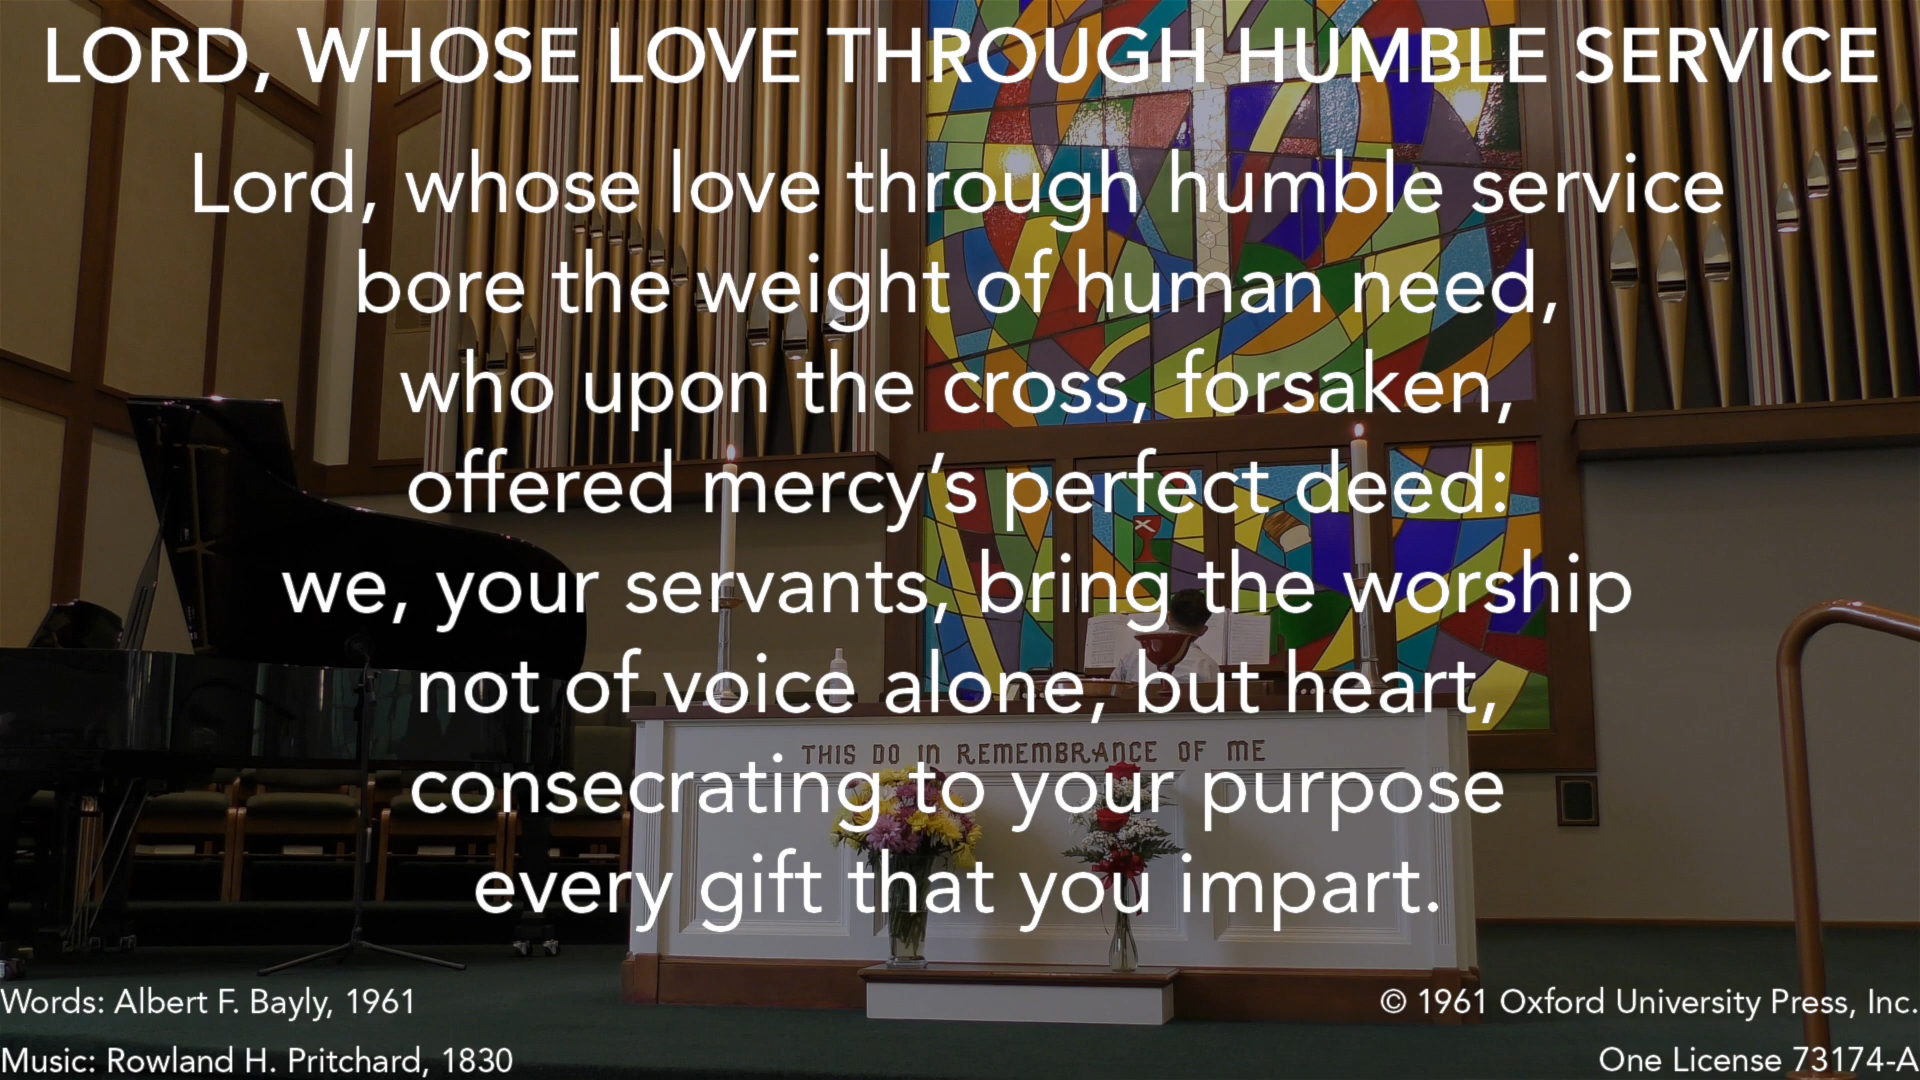 LORD, WHOSE LOVE THROUGH HUMBLE SERVICE
Lord, whose love through humble service
bore the weight of human need,
who upon the cross, forsaken,
offered mercy’s perfect deed:
we, your servants, bring the worship
not of voice alone, but heart,
THIS DO IN REMEMBRANCE OF ME
consecrating to your purpose
every gift that you impart.
Words: Albert F. Bayly, 1961
© 1961 Oxford University Press, Inc.
Music: Rowland H. Pritchard, 1830
One License 73174-A